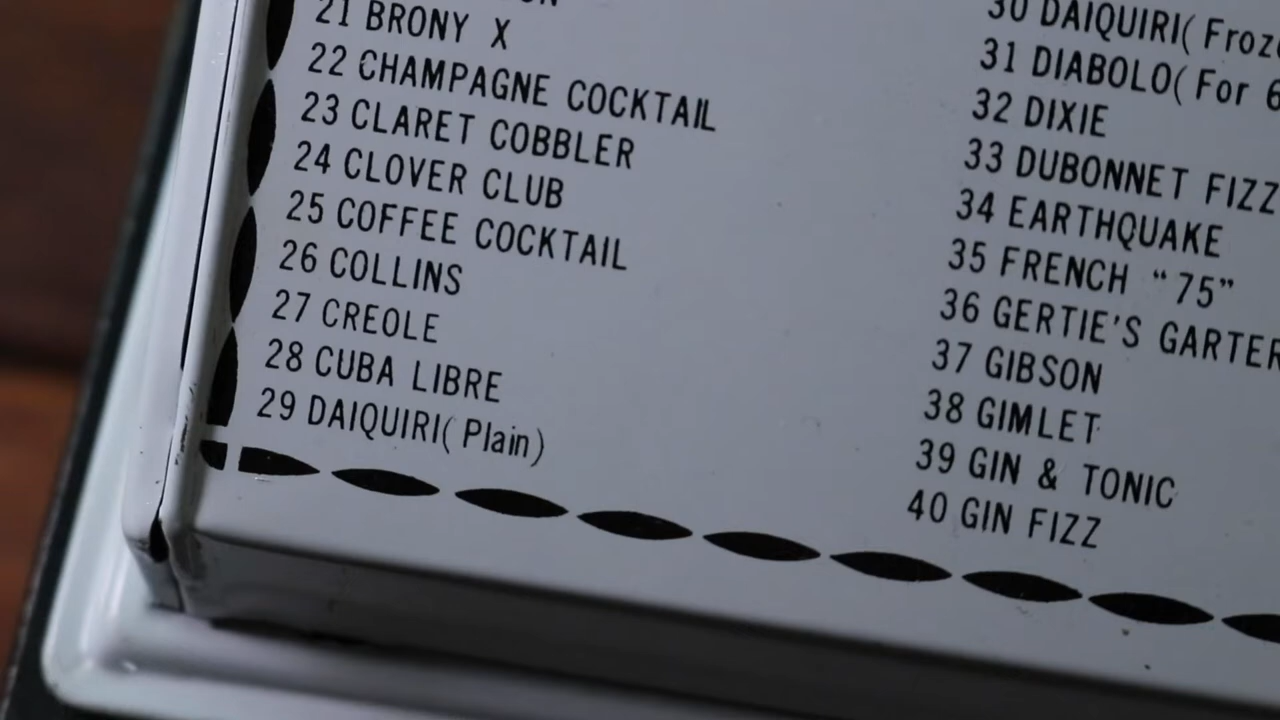 21 BRONY X
22 CHAMPAGNE COCKTAIL
23 CLARET COBBLER
24 CLOVER CLUB
25 COFFEE COCKTAIL
26 COLLINS
27 CREOLE
28 CUBA LIBRE
29 DAIQUIRI( Plain)
30 DAIQUIRI(
31 DIABOLO( For 6
32 DIXIE
33 DUBONNET FIZZ
34 EARTHQUAKE
35 FRENCH “75”
36 GERTIE'S GARTER
37 GIBSON
38 GIMLET
39 GIN & TONIC
40 GIN FIZZ